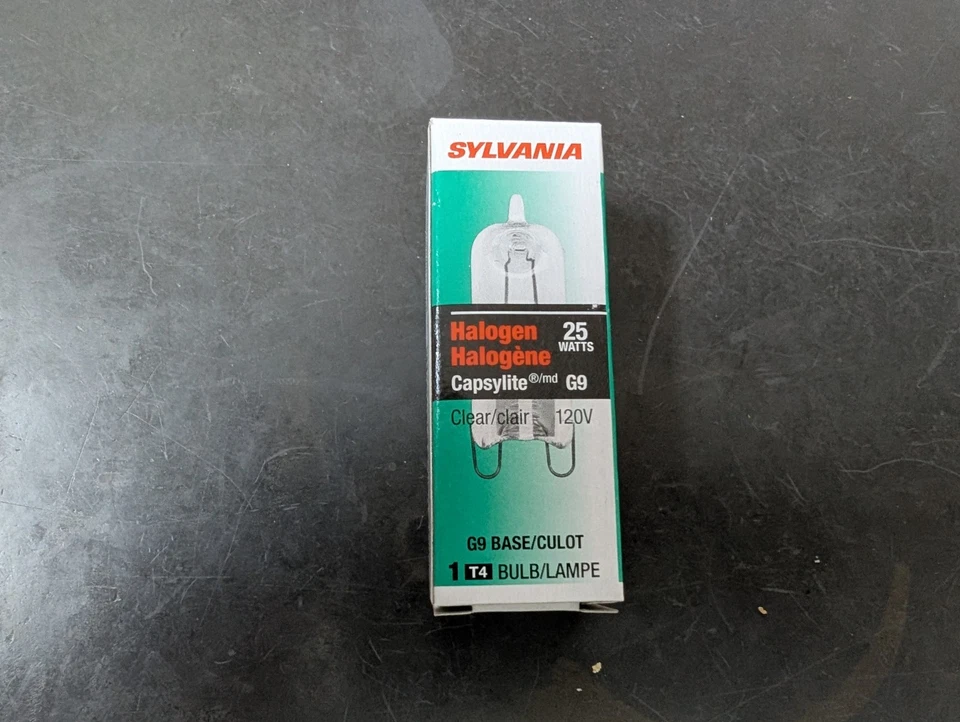 SYLVANIA
Halogen 25
Halogène WATTS
Capsylite®/md G9
Clear/clair 120V
G9 BASE/CULOT
1 T4 BULB/LAMPE